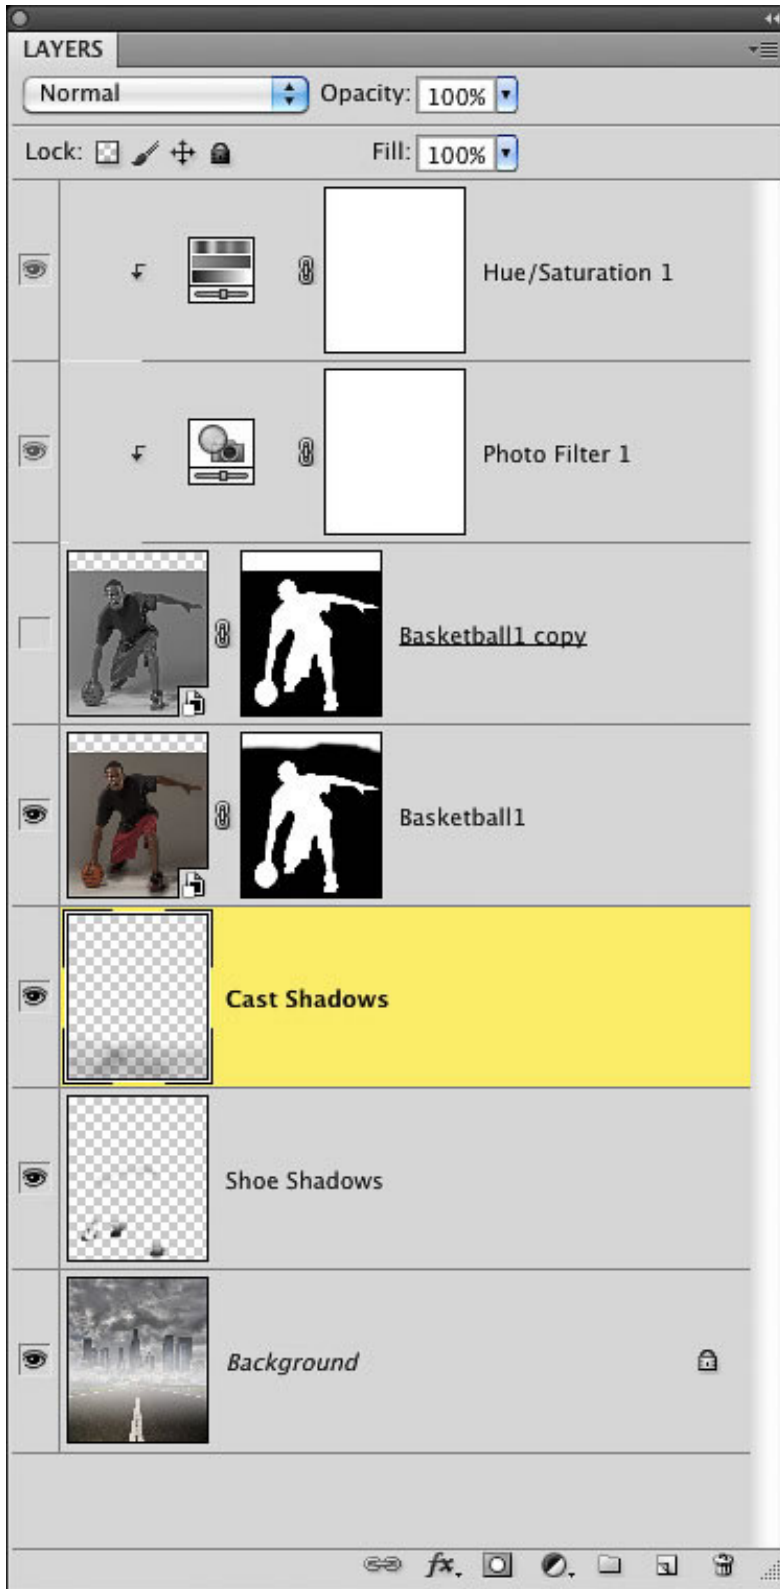 LAYERS
Normal
Opacity: 100%
Lock:
Fill: 100%
Hue/Saturation 1
Photo Filter 1
Basketball1 copy
Basketball1
Cast Shadows
Shoe Shadows
Background
fx.